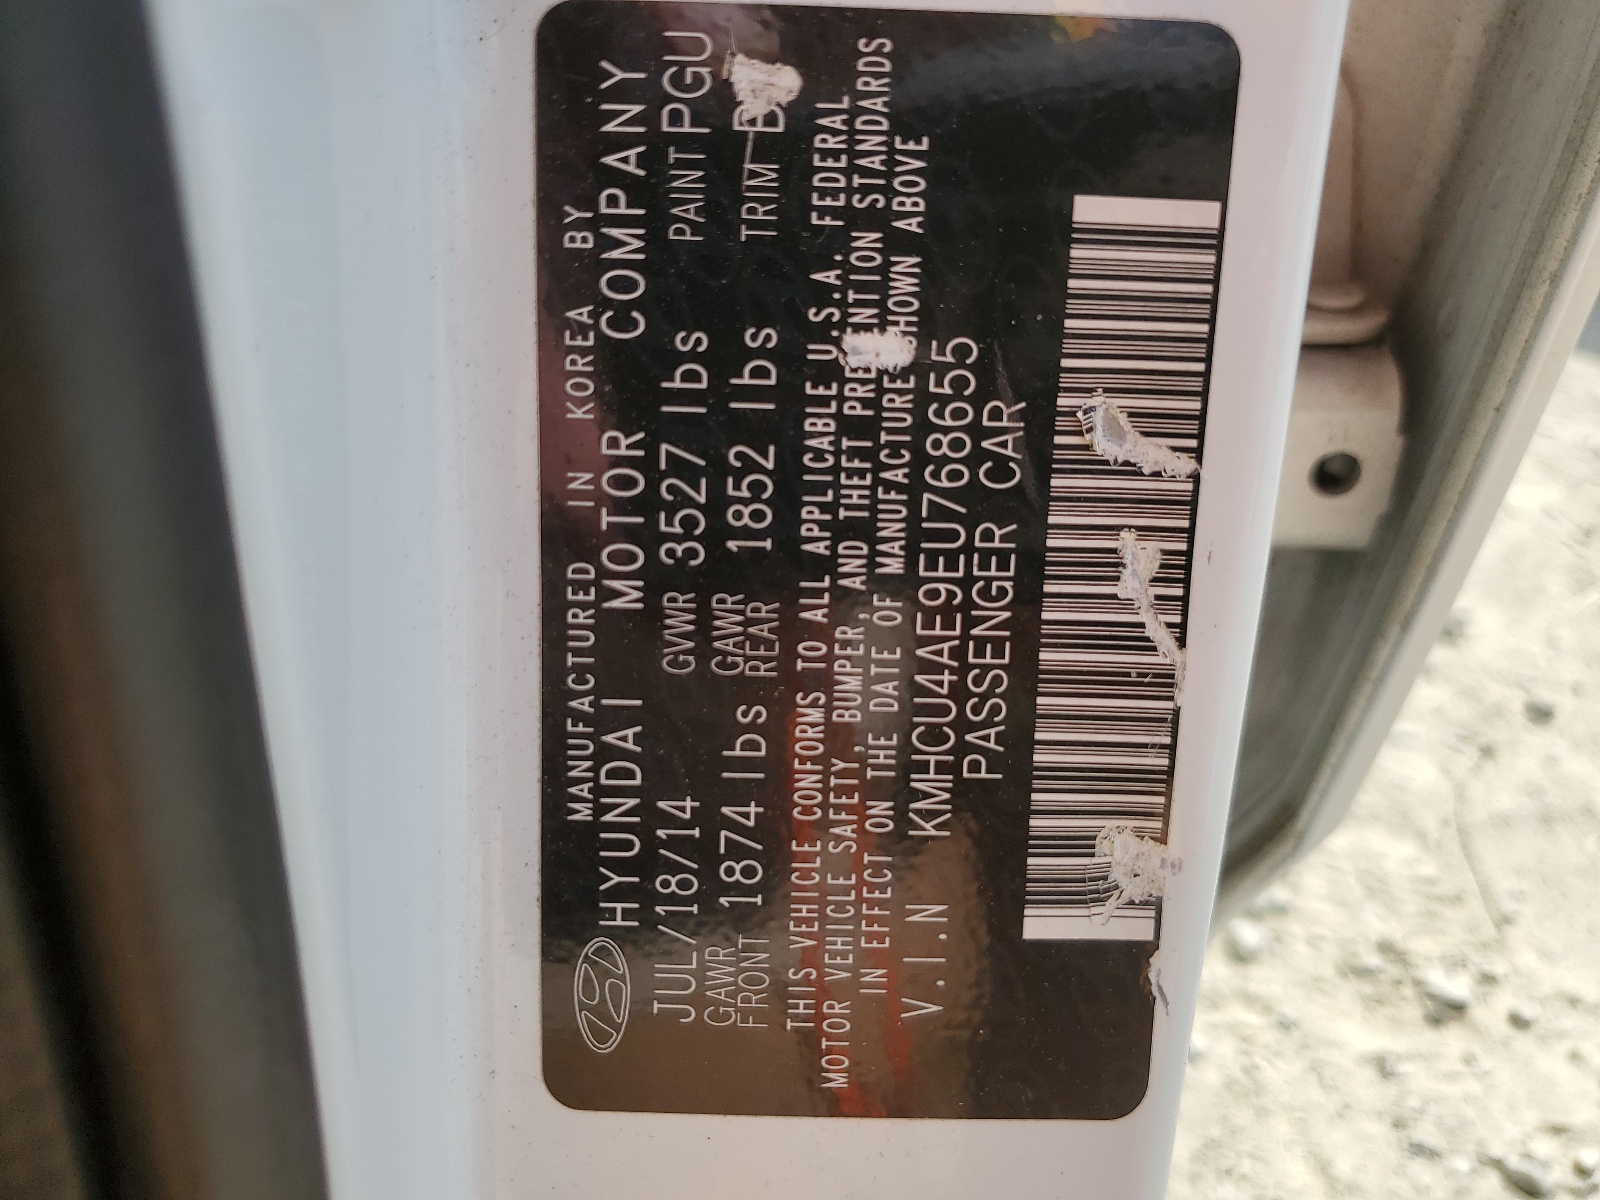 MANUFACTURED IN KOREA BY
HYUNDAI MOTOR COMPANY
JUL/18/14 GVWR 3527 lbs PAINT PGU
GAWR FRONT 1874 lbs GAWR REAR 1852 lbs TRIM
THIS VEHICLE CONFORMS TO ALL APPLICABLE U.S.A. FEDERAL
MOTOR VEHICLE SAFETY, BUMPER, AND THEFT PREVENTION STANDARDS
IN EFFECT ON THE DATE OF MANUFACTURE SHOWN ABOVE
V.I.N KMHCU4AE9EU768655
PASSENGER CAR